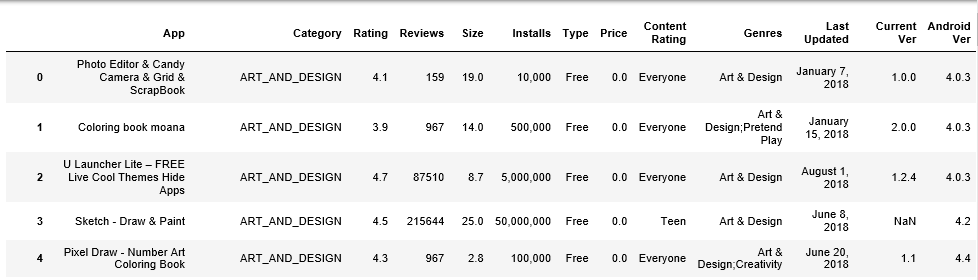 App Category Rating Reviews Size Installs Type Price Content Rating Genres Last Updated Current Ver Android Ver
0 Photo Editor & Candy Camera & Grid & ScrapBook ART_AND_DESIGN 4.1 159 19.0 10,000 Free 0.0 Everyone Art & Design January 7, 2018 1.0.0 4.0.3
1 Coloring book moana ART_AND_DESIGN 3.9 967 14.0 500,000 Free 0.0 Everyone Art & Design;Pretend Play January 15, 2018 2.0.0 4.0.3
2 U Launcher Lite – FREE Live Cool Themes Hide Apps ART_AND_DESIGN 4.7 87510 8.7 5,000,000 Free 0.0 Everyone Art & Design August 1, 2018 1.2.4 4.0.3
3 Sketch - Draw & Paint ART_AND_DESIGN 4.5 215644 25.0 50,000,000 Free 0.0 Teen Art & Design June 8, 2018 NaN 4.2
4 Pixel Draw - Number Art Coloring Book ART_AND_DESIGN 4.3 967 2.8 100,000 Free 0.0 Everyone Art & Design;Creativity June 20, 2018 1.1 4.4